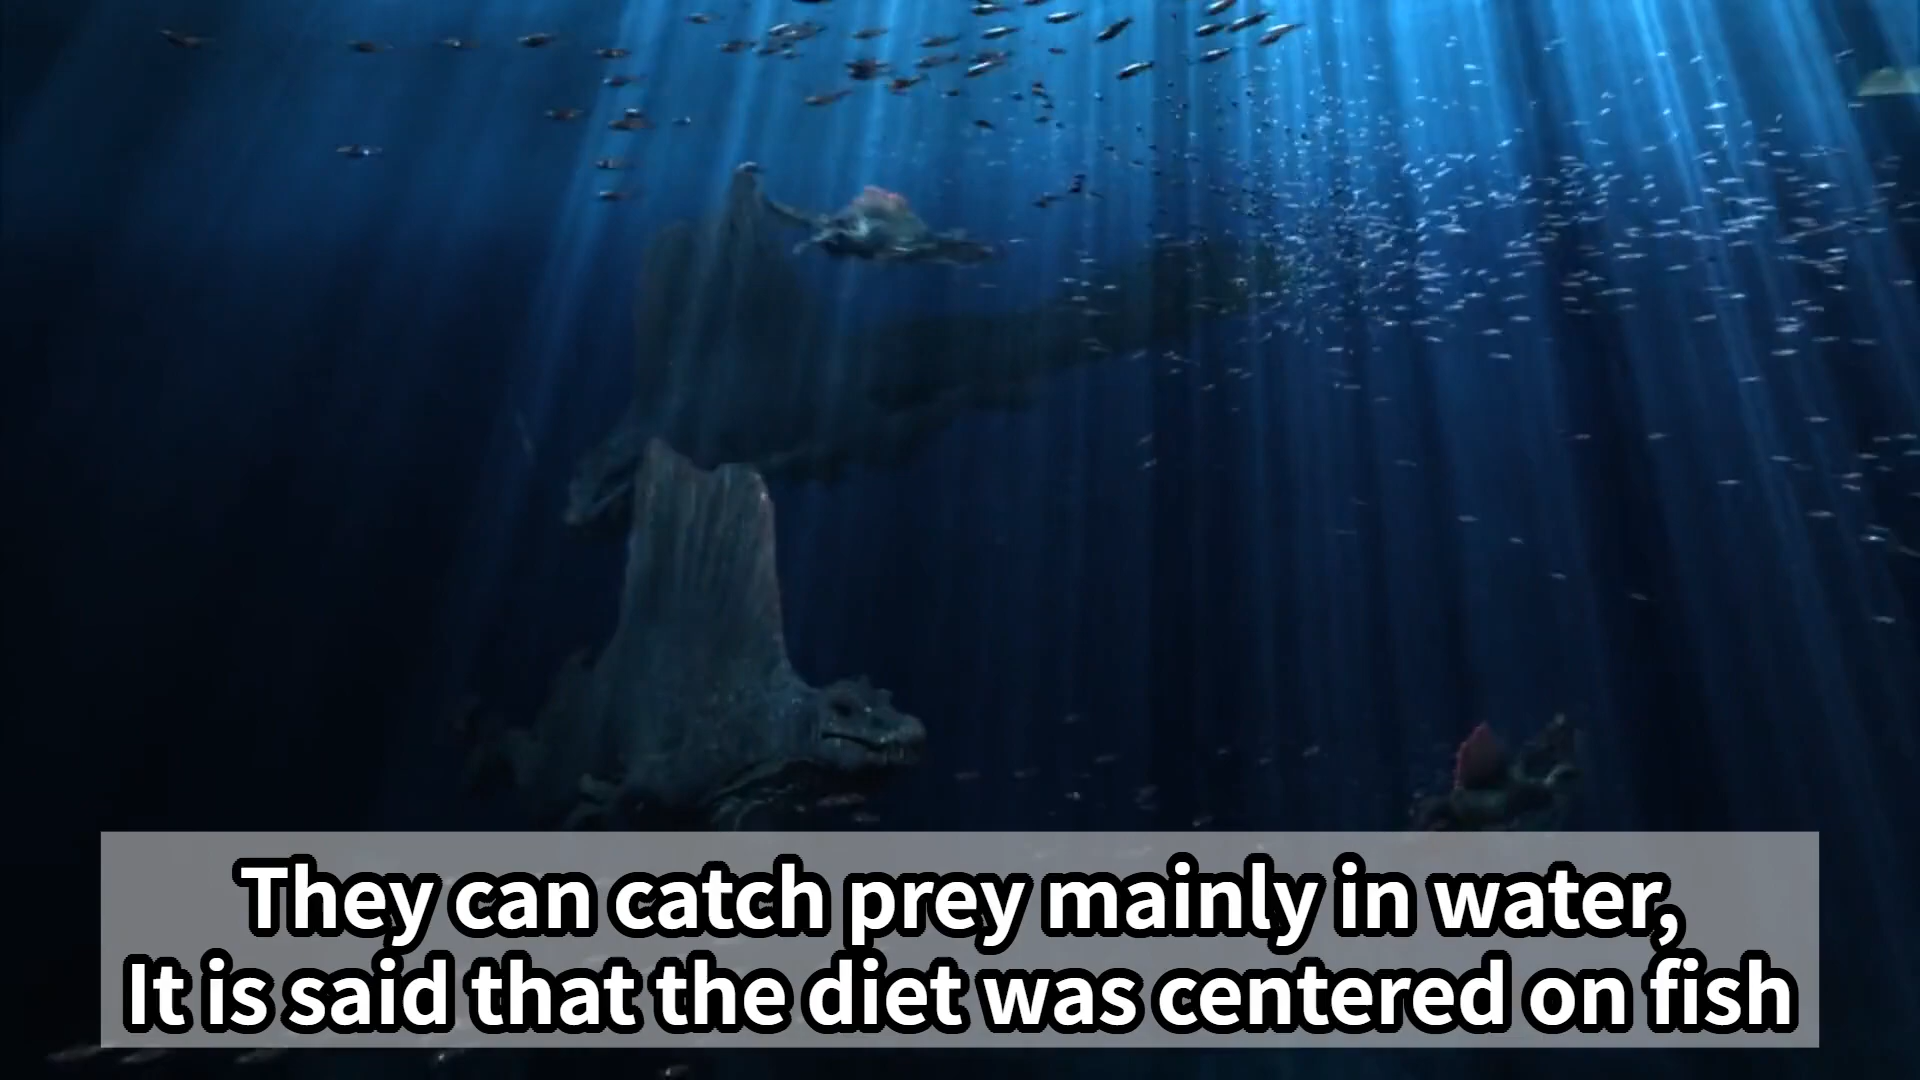 They can catch prey mainly in water,
It is said that the diet was centered on fish